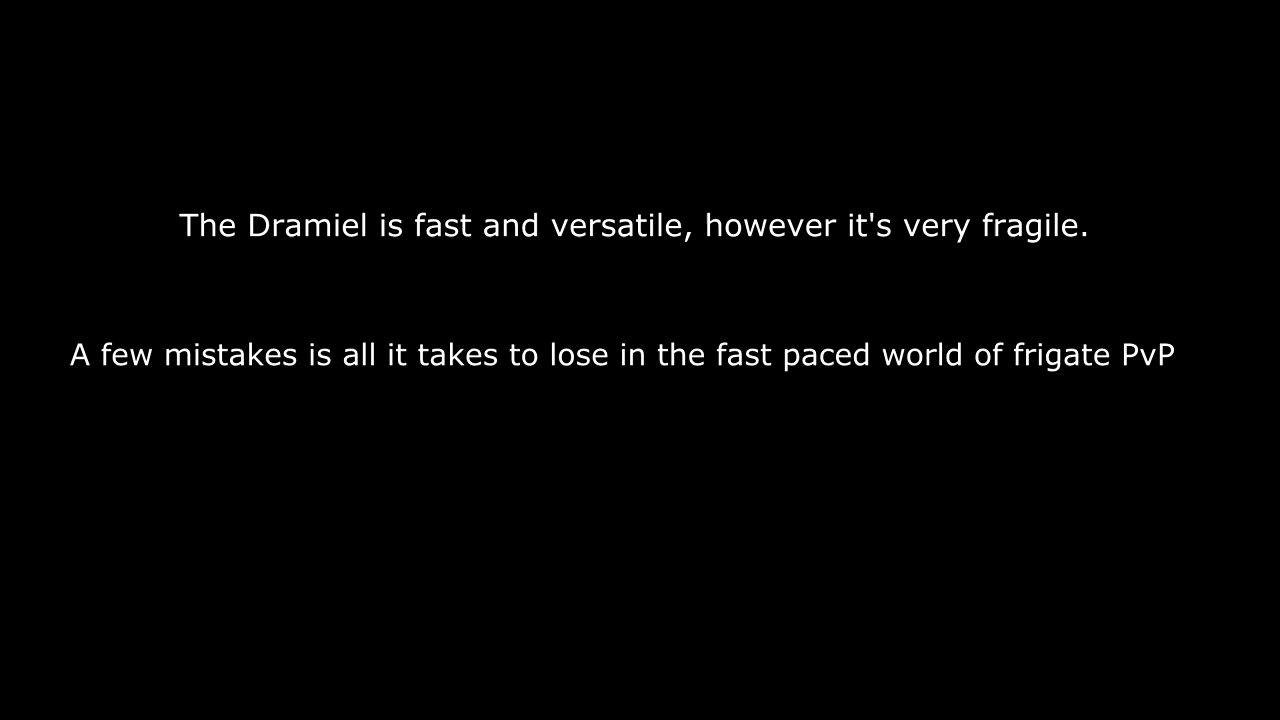 The Dramiel is fast and versatile, however it's very fragile.
A few mistakes is all it takes to lose in the fast paced world of frigate PvP